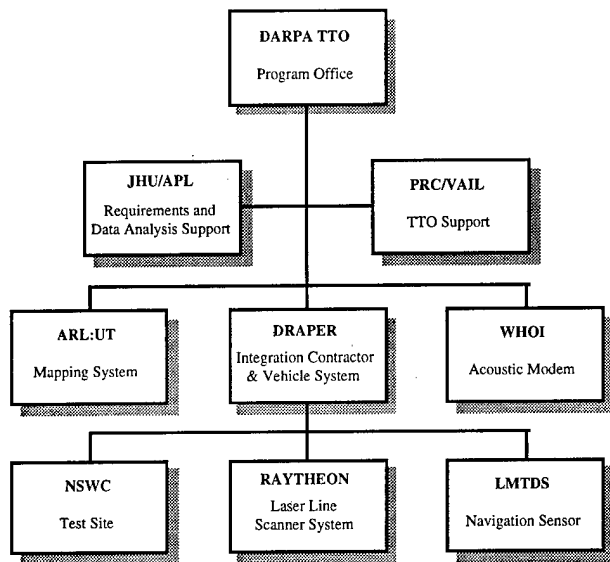 DARPA TTO
Program Office
JHU/APL
Requirements and
Data Analysis Support
PRC/VAIL
TTO Support
ARL:UT
Mapping System
DRAPER
Integration Contractor
& Vehicle System
WHOI
Acoustic Modem
NSWC
Test Site
RAYTHEON
Laser Line
Scanner System
LMTDS
Navigation Sensor